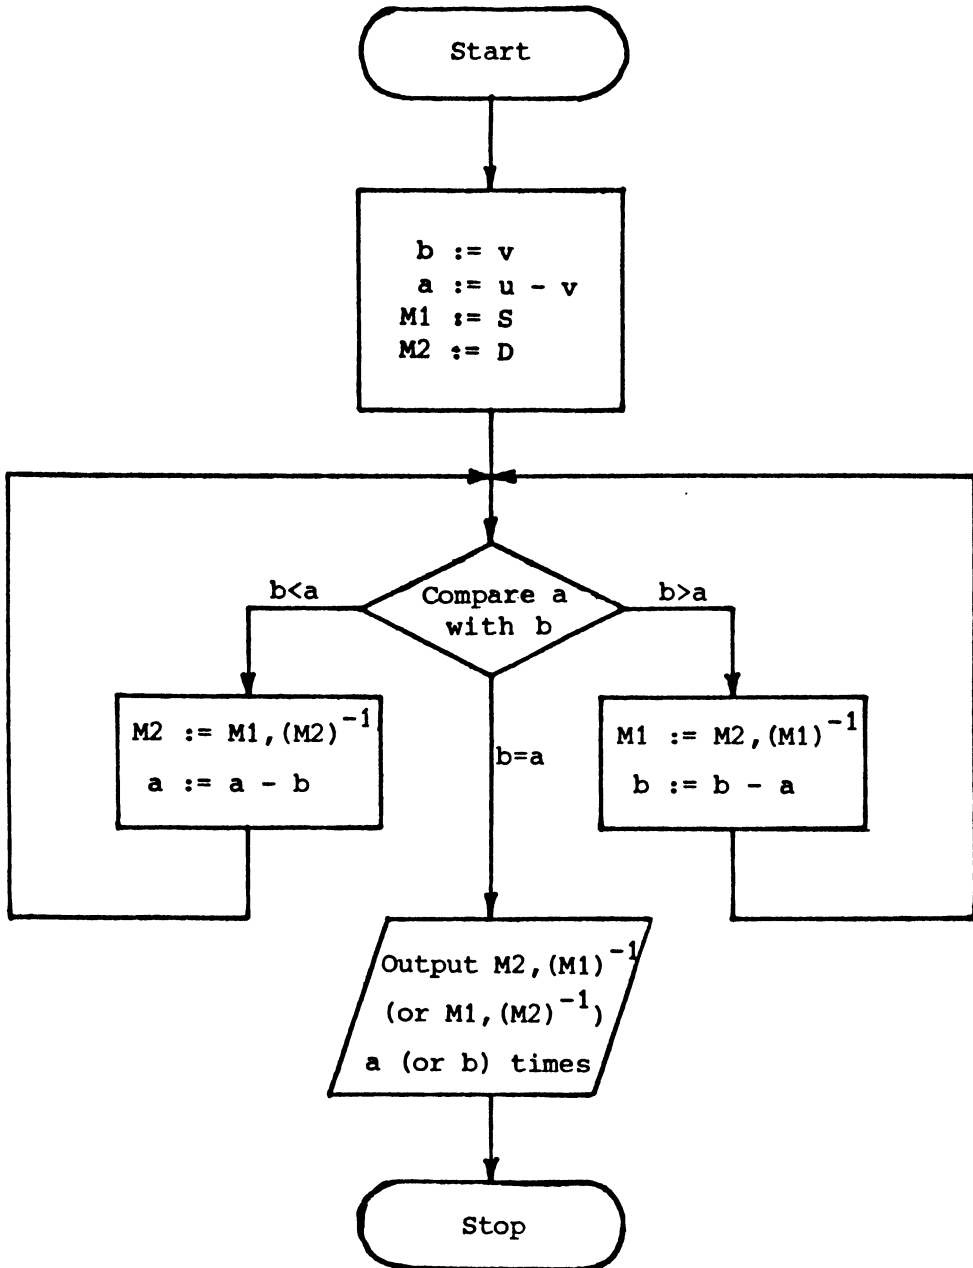 Start
b := v
a := u - v
M1 := S
M2 := D
b<a
Compare a
with b
b>a
M2 := M1,(M2)^-1
a := a - b
b=a
M1 := M2,(M1)^-1
b := b - a
Output M2,(M1)^-1
(or M1,(M2)^-1)
a (or b) times
Stop